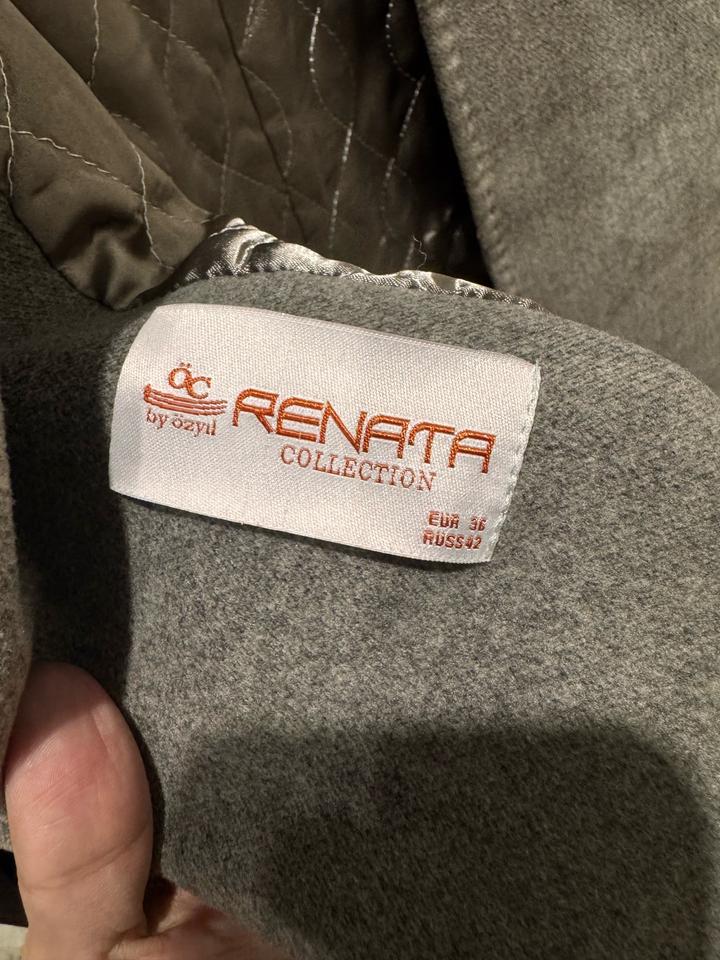 ÖC
by özyıl
RENATA
COLLECTION
EUR 36
RUSS42